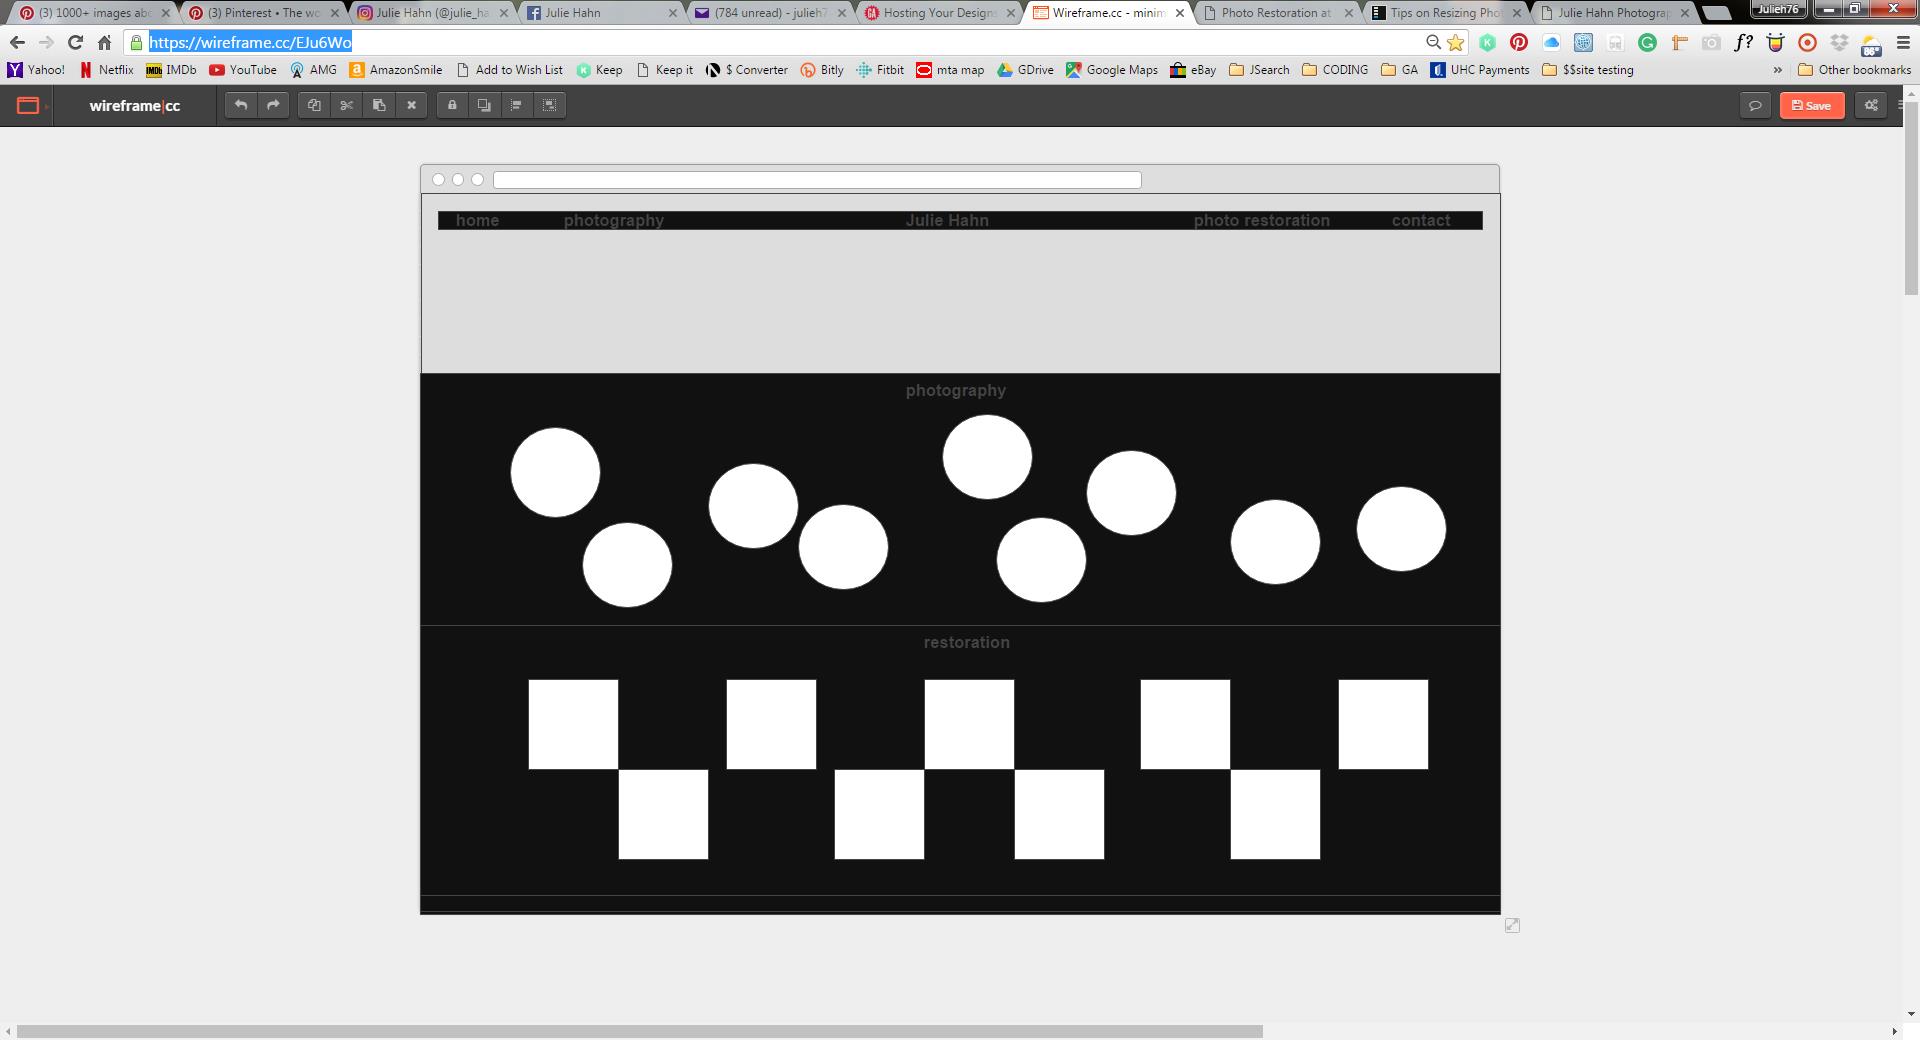 (3) 1000+ images abo
(3) Pinterest • The wo
Julie Hahn (@julie_ha
Julie Hahn
(784 unread) - julieh7
Hosting Your Designs
Wireframe.cc - minim
Photo Restoration at
Tips on Resizing Pho
Julie Hahn Photograp
Julieh76
https://wireframe.cc/EJu6Wo
f?
86°
Yahoo!
Netflix
IMDb
YouTube
AMG
AmazonSmile
Add to Wish List
Keep
Keep it
$ Converter
Bitly
Fitbit
mta map
GDrive
Google Maps
eBay
JSearch
CODING
GA
UHC Payments
$$site testing
»
Other bookmarks
wireframe|cc
Save
home
photography
Julie Hahn
photo restoration
contact
photography
restoration